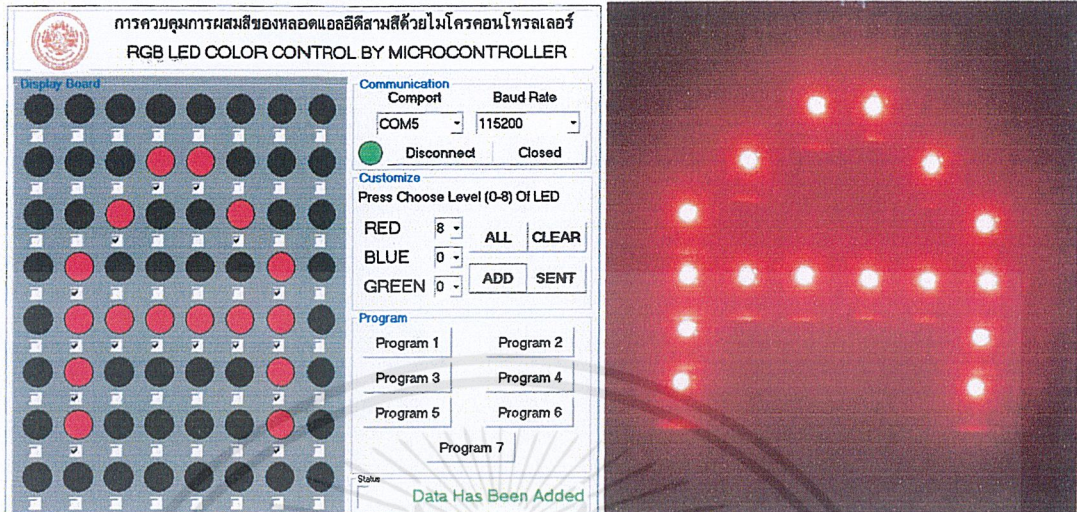 การควบคุมการผสมสีของหลอดแอลอีดีสามสีด้วยไมโครคอนโทรลเลอร์
RGB LED COLOR CONTROL BY MICROCONTROLLER
Display Board
Communication
Comport Baud Rate
COM5 115200
Disconnect Closed
Customize
Press Choose Level (0-8) Of LED
RED 8 ALL CLEAR
BLUE 0
GREEN 0 ADD SENT
Program
Program 1 Program 2
Program 3 Program 4
Program 5 Program 6
Program 7
Status
Data Has Been Added